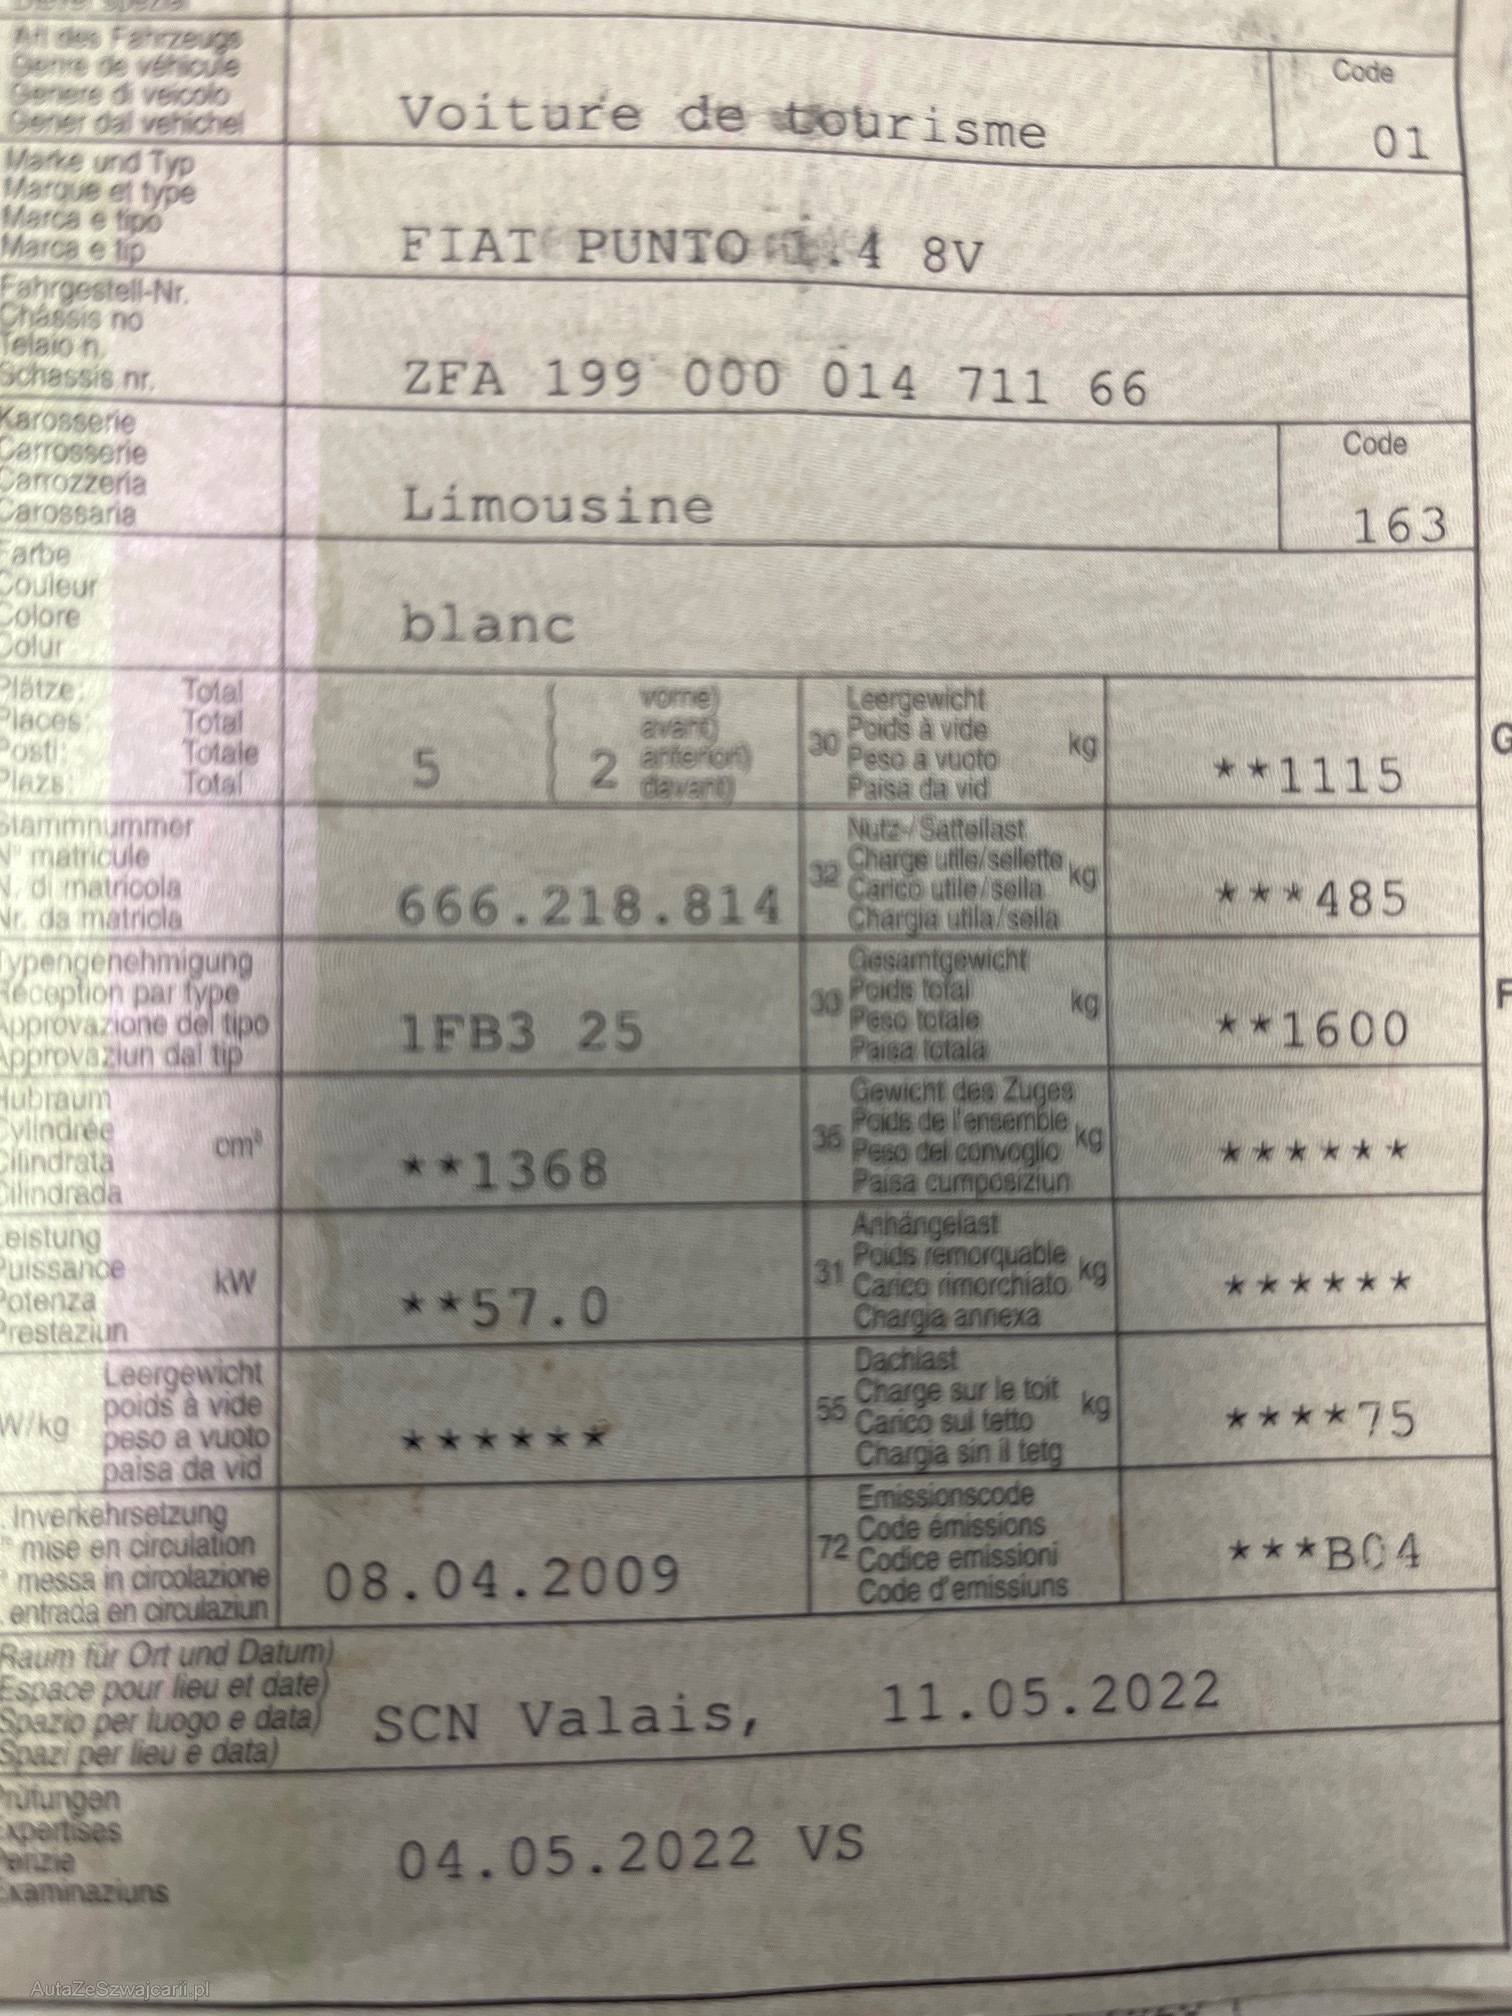 Art des Fahrzeugs
Genre de véhicule
Genere di veicolo
Gener dal vehichel
Voiture de tourisme
Code
01
Marke und Typ
Marque et type
Marca e tipo
Marca e tip
FIAT PUNTO 1.4 8V
Fahrgestell-Nr.
Châssis no
Telaio n.
Schassis nr.
ZFA 199 000 014 711 66
Karosserie
Carrosserie
Carrozzeria
Carossaria
Limousine
Code
163
Farbe
Couleur
Colore
Colur
blanc
Plätze: Total
Places: Total
Posti: Totale
Plazs: Total
5
2
vorne)
avant)
anteriori)
davant)
30
Leergewicht
Poids à vide
Peso a vuoto
Paisa da vid
kg
**1115
Stammnummer
N° matricule
N. di matricola
Nr. da matricla
666.218.814
32
Nutz-/Sattellast
Charge utile/sellette
Carico utile/sella
Chargia utila/sella
kg
***485
Typengenehmigung
Réception par type
Approvazione del tipo
Approvaziun dal tip
1FB3 25
33
Gesamtgewicht
Poids total
Peso totale
Paisa totala
kg
**1600
Hubraum
Cylindrée
Cilindrata
Cilindrada
cm³
**1368
35
Gewicht des Zuges
Poids de l'ensemble
Peso del convoglio
Paisa cumposiziun
kg
******
Leistung
Puissance
Potenza
Prestaziun
kW
**57.0
31
Anhängelast
Poids remorquable
Carico rimorchiato
Chargia annexa
kg
******
W/kg
Leergewicht
poids à vide
peso a vuoto
paisa da vid
******
55
Dachlast
Charge sur le toit
Carico sul tetto
Chargia sin il tetg
kg
****75
. Inverkehrsetzung
mise en circulation
messa in circolazione
. entrada en circulaziun
08.04.2009
72
Emissionscode
Code émissions
Codice emissioni
Code d'emissiuns
***B04
Raum für Ort und Datum)
Espace pour lieu et date)
Spazio per luogo e data)
Spazi per lieu e data)
SCN Valais, 11.05.2022
Prüfungen
Expertises
Perizie
Examinaziuns
04.05.2022 VS
G
F
AutaZeSzwajcarii.pl